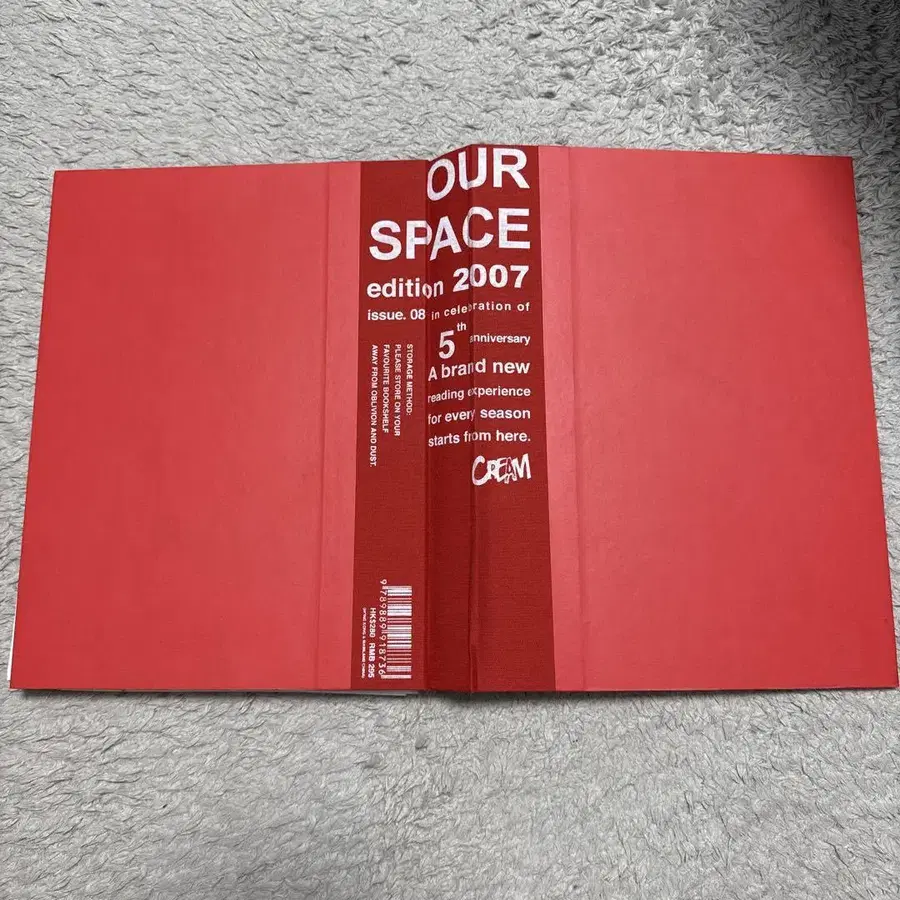 OUR
SPACE
edition 2007
issue. 08 in celebration of
5th anniversary
A brand new
reading experience
for every season
starts from here.
CREAM
STORAGE METHOD:
PLEASE STORE ON YOUR
FAVOURITE BOOKSHELF
AWAY FROM OBLIVION AND DUST.
9789889918736
HK$280 RMB 295